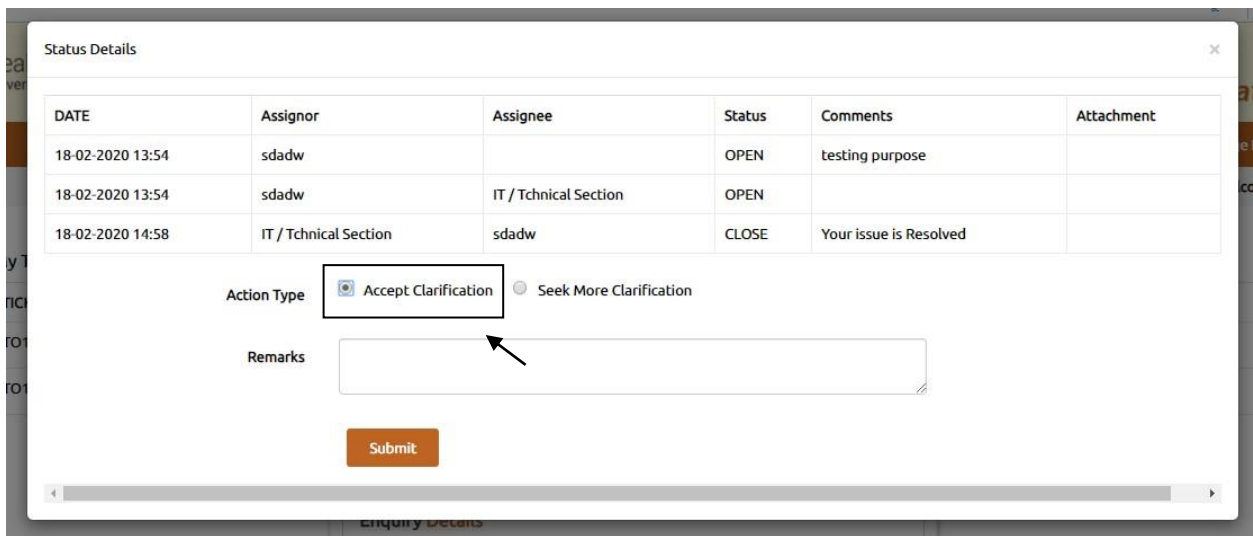 Status Details ×
DATE Assignor Assignee Status Comments Attachment
18-02-2020 13:54 sdadw OPEN testing purpose
18-02-2020 13:54 sdadw IT / Tchnical Section OPEN
18-02-2020 14:58 IT / Tchnical Section sdadw CLOSE Your issue is Resolved
Action Type Accept Clarification Seek More Clarification
Remarks
Submit
Enquiry Details